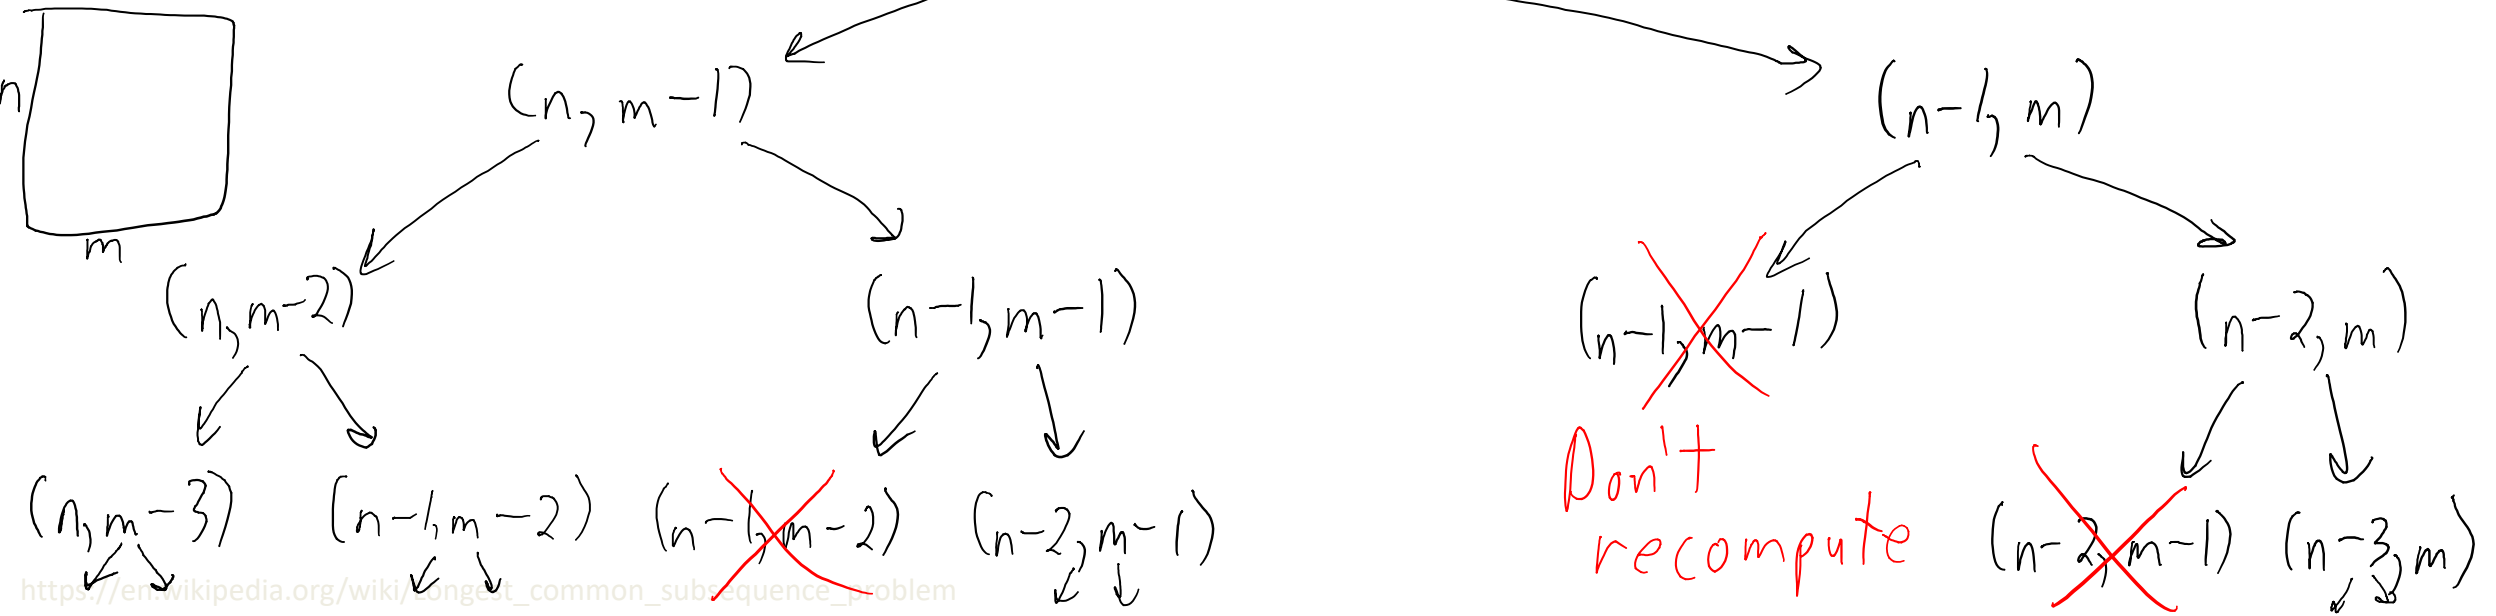 n
(n, m-1)
(n-1, m)
m
(n, m-2)
(n-1, m-1)
(n-1, m-1)
(n-2, m)
Don't
recompute
(n, m-3)
(n-1, m-2)
(n-1, m-2)
(n-2, m-1)
(n-2, m-1)
(n-3, m)
https://en.wikipedia.org/wiki/Longest_common_subsequence_problem